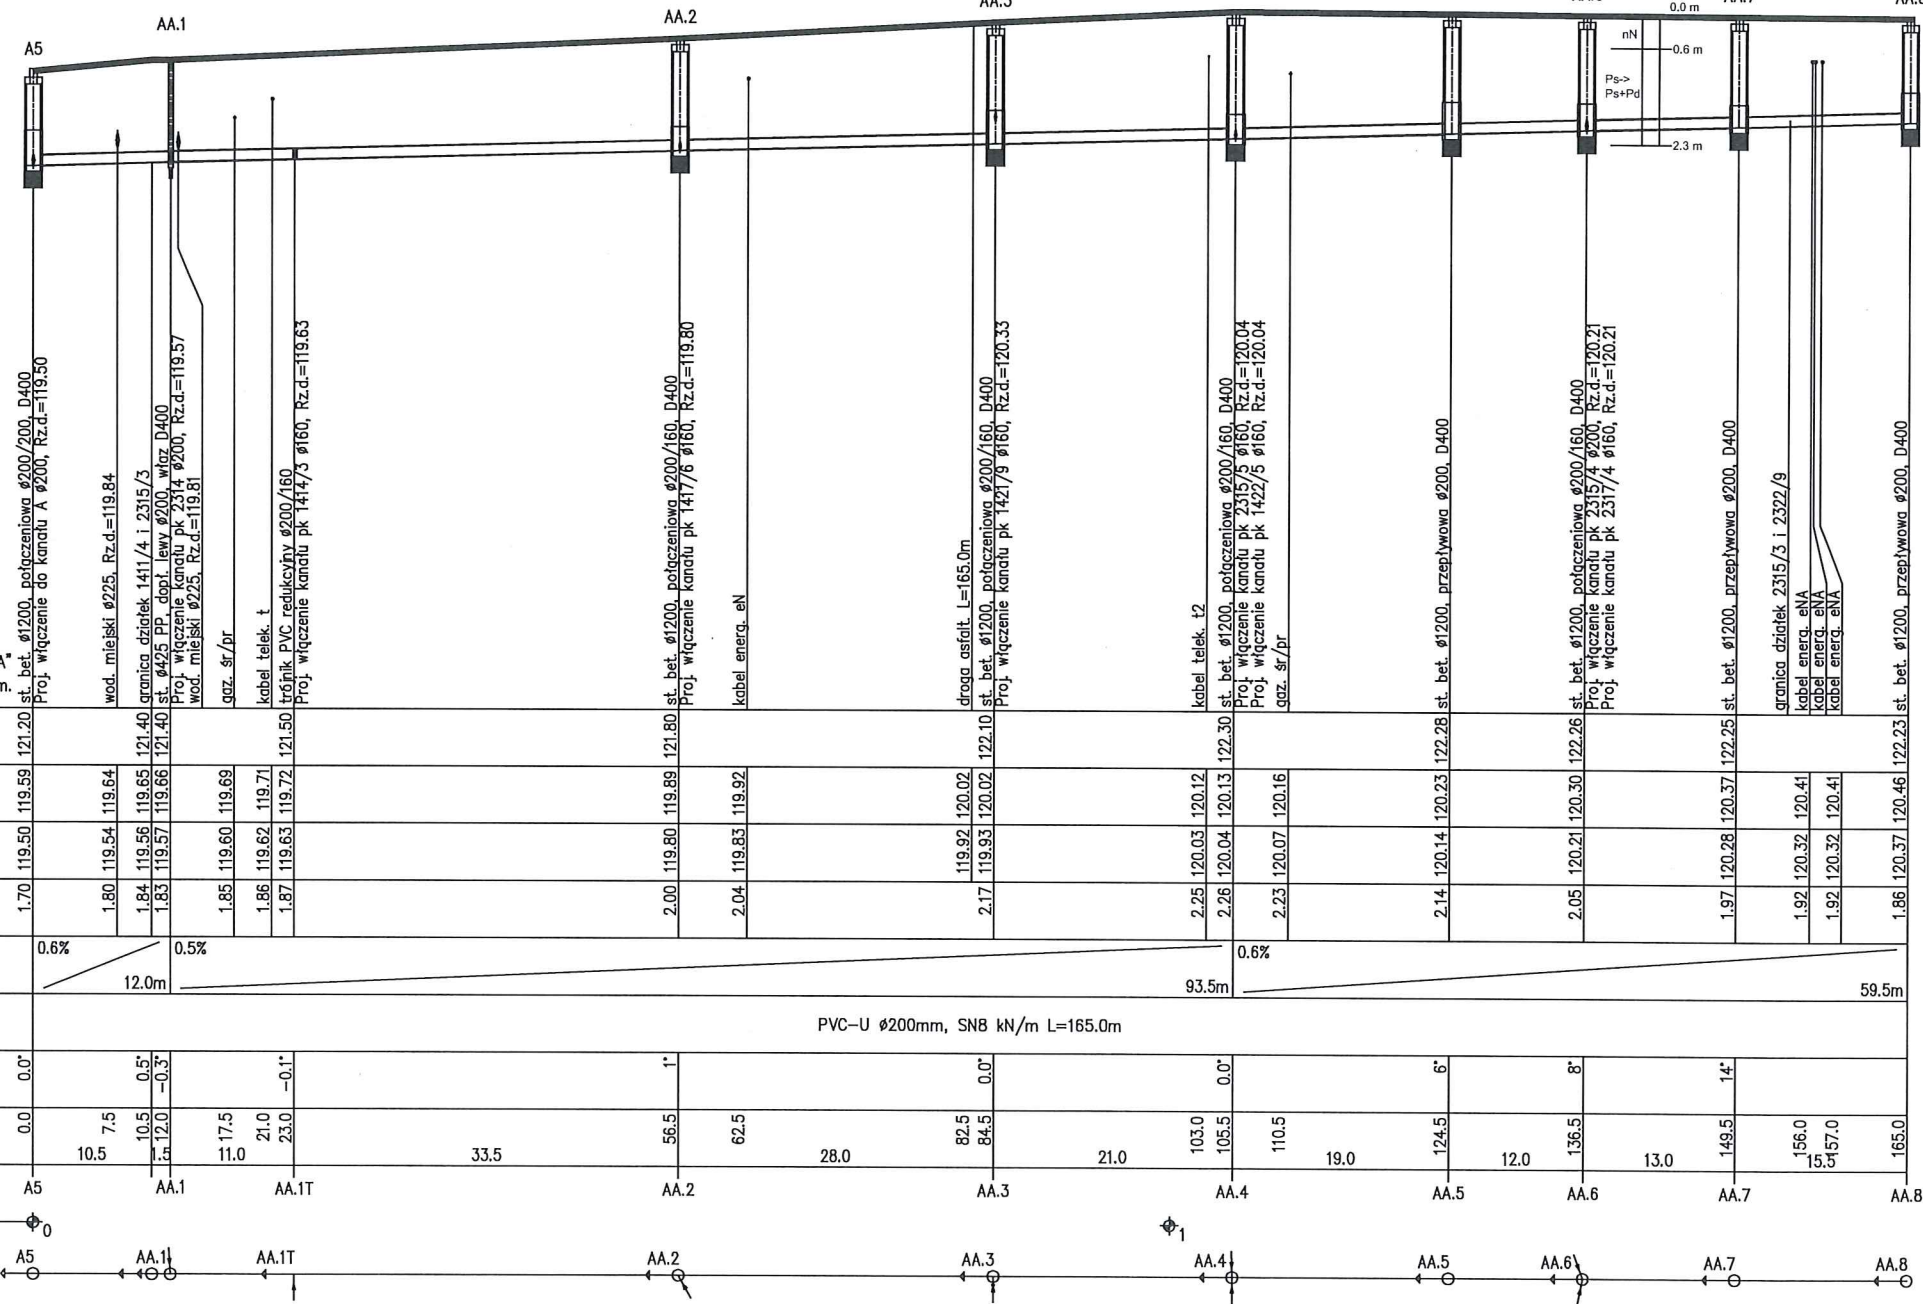 A5
AA.1
AA.2
AA.3
0.0 m
nN
0.6 m
Ps->
Ps+Pd
2.3 m
st. bet. ø1200, połączeniowa ø200/200, D400
Proj. włączenie do kanału A ø200, Rz.d.=119.50
wod. miejski ø225, Rz.d.=119.84
granica działek 1411/4 i 2315/3
st. ø425 PP, dopł. lewy ø200, właz D400
Proj. włączenie kanału pk 2314 ø200, Rz.d.=119.57
wod. miejski ø225, Rz.d.=119.81
gaz. śr/pr
kabel telek. t
trójnik PVC redukcyjny ø200/160
Proj. włączenie kanału pk 1414/3 ø160, Rz.d.=119.63
st. bet. ø1200, połączeniowa ø200/160, D400
Proj. włączenie kanału pk 1417/6 ø160, Rz.d.=119.80
kabel energ. eN
droga asfalt. L=165.0m
st. bet. ø1200, połączeniowa ø200/160, D400
Proj. włączenie kanału pk 1421/9 ø160, Rz.d.=120.33
kabel telek. t2
st. bet. ø1200, połączeniowa ø200/160, D400
Proj. włączenie kanału pk 2315/5 ø160, Rz.d.=120.04
Proj. włączenie kanału pk 1422/5 ø160, Rz.d.=120.04
gaz. śr/pr
st. bet. ø1200, przepływowa ø200, D400
st. bet. ø1200, połączeniowa ø200/160, D400
Proj. włączenie kanału pk 2315/4 ø200, Rz.d.=120.21
Proj. włączenie kanału pk 2317/4 ø160, Rz.d.=120.21
st. bet. ø1200, przepływowa ø200, D400
granica działek 2315/3 i 2322/9
kabel energ. eNA
kabel energ. eNA
kabel energ. eNA
st. bet. ø1200, przepływowa ø200, D400
A"
m.
121.20 121.40 121.40 121.50 121.80 122.10 122.30 122.28 122.26 122.25 122.23
119.59 119.64 119.65 119.66 119.69 119.71 119.72 119.89 119.92 120.02 120.02 120.12 120.13 120.16 120.23 120.30 120.37 120.41 120.41 120.46
119.50 119.54 119.56 119.57 119.60 119.62 119.63 119.80 119.83 119.92 119.93 120.03 120.04 120.07 120.14 120.21 120.28 120.32 120.32 120.37
1.70 1.80 1.84 1.83 1.85 1.86 1.87 2.00 2.04 2.17 2.25 2.26 2.23 2.14 2.05 1.97 1.92 1.92 1.86
0.6% 0.5% 0.6%
12.0m 93.5m 59.5m
PVC-U ø200mm, SN8 kN/m L=165.0m
0.0° 0.5° -0.3° -0.1° 1° 0.0° 0.0° 6° 8° 14°
0.0 7.5 10.5 12.0 17.5 21.0 23.0 56.5 62.5 82.5 84.5 103.0 105.5 110.5 124.5 136.5 149.5 156.0 157.0 165.0
10.5 1.5 11.0 33.5 28.0 21.0 19.0 12.0 13.0 15.5
A5 AA.1 AA.1T AA.2 AA.3 AA.4 AA.5 AA.6 AA.7 AA.8
0 1
A5 AA.1 AA.1T AA.2 AA.3 AA.4 AA.5 AA.6 AA.7 AA.8